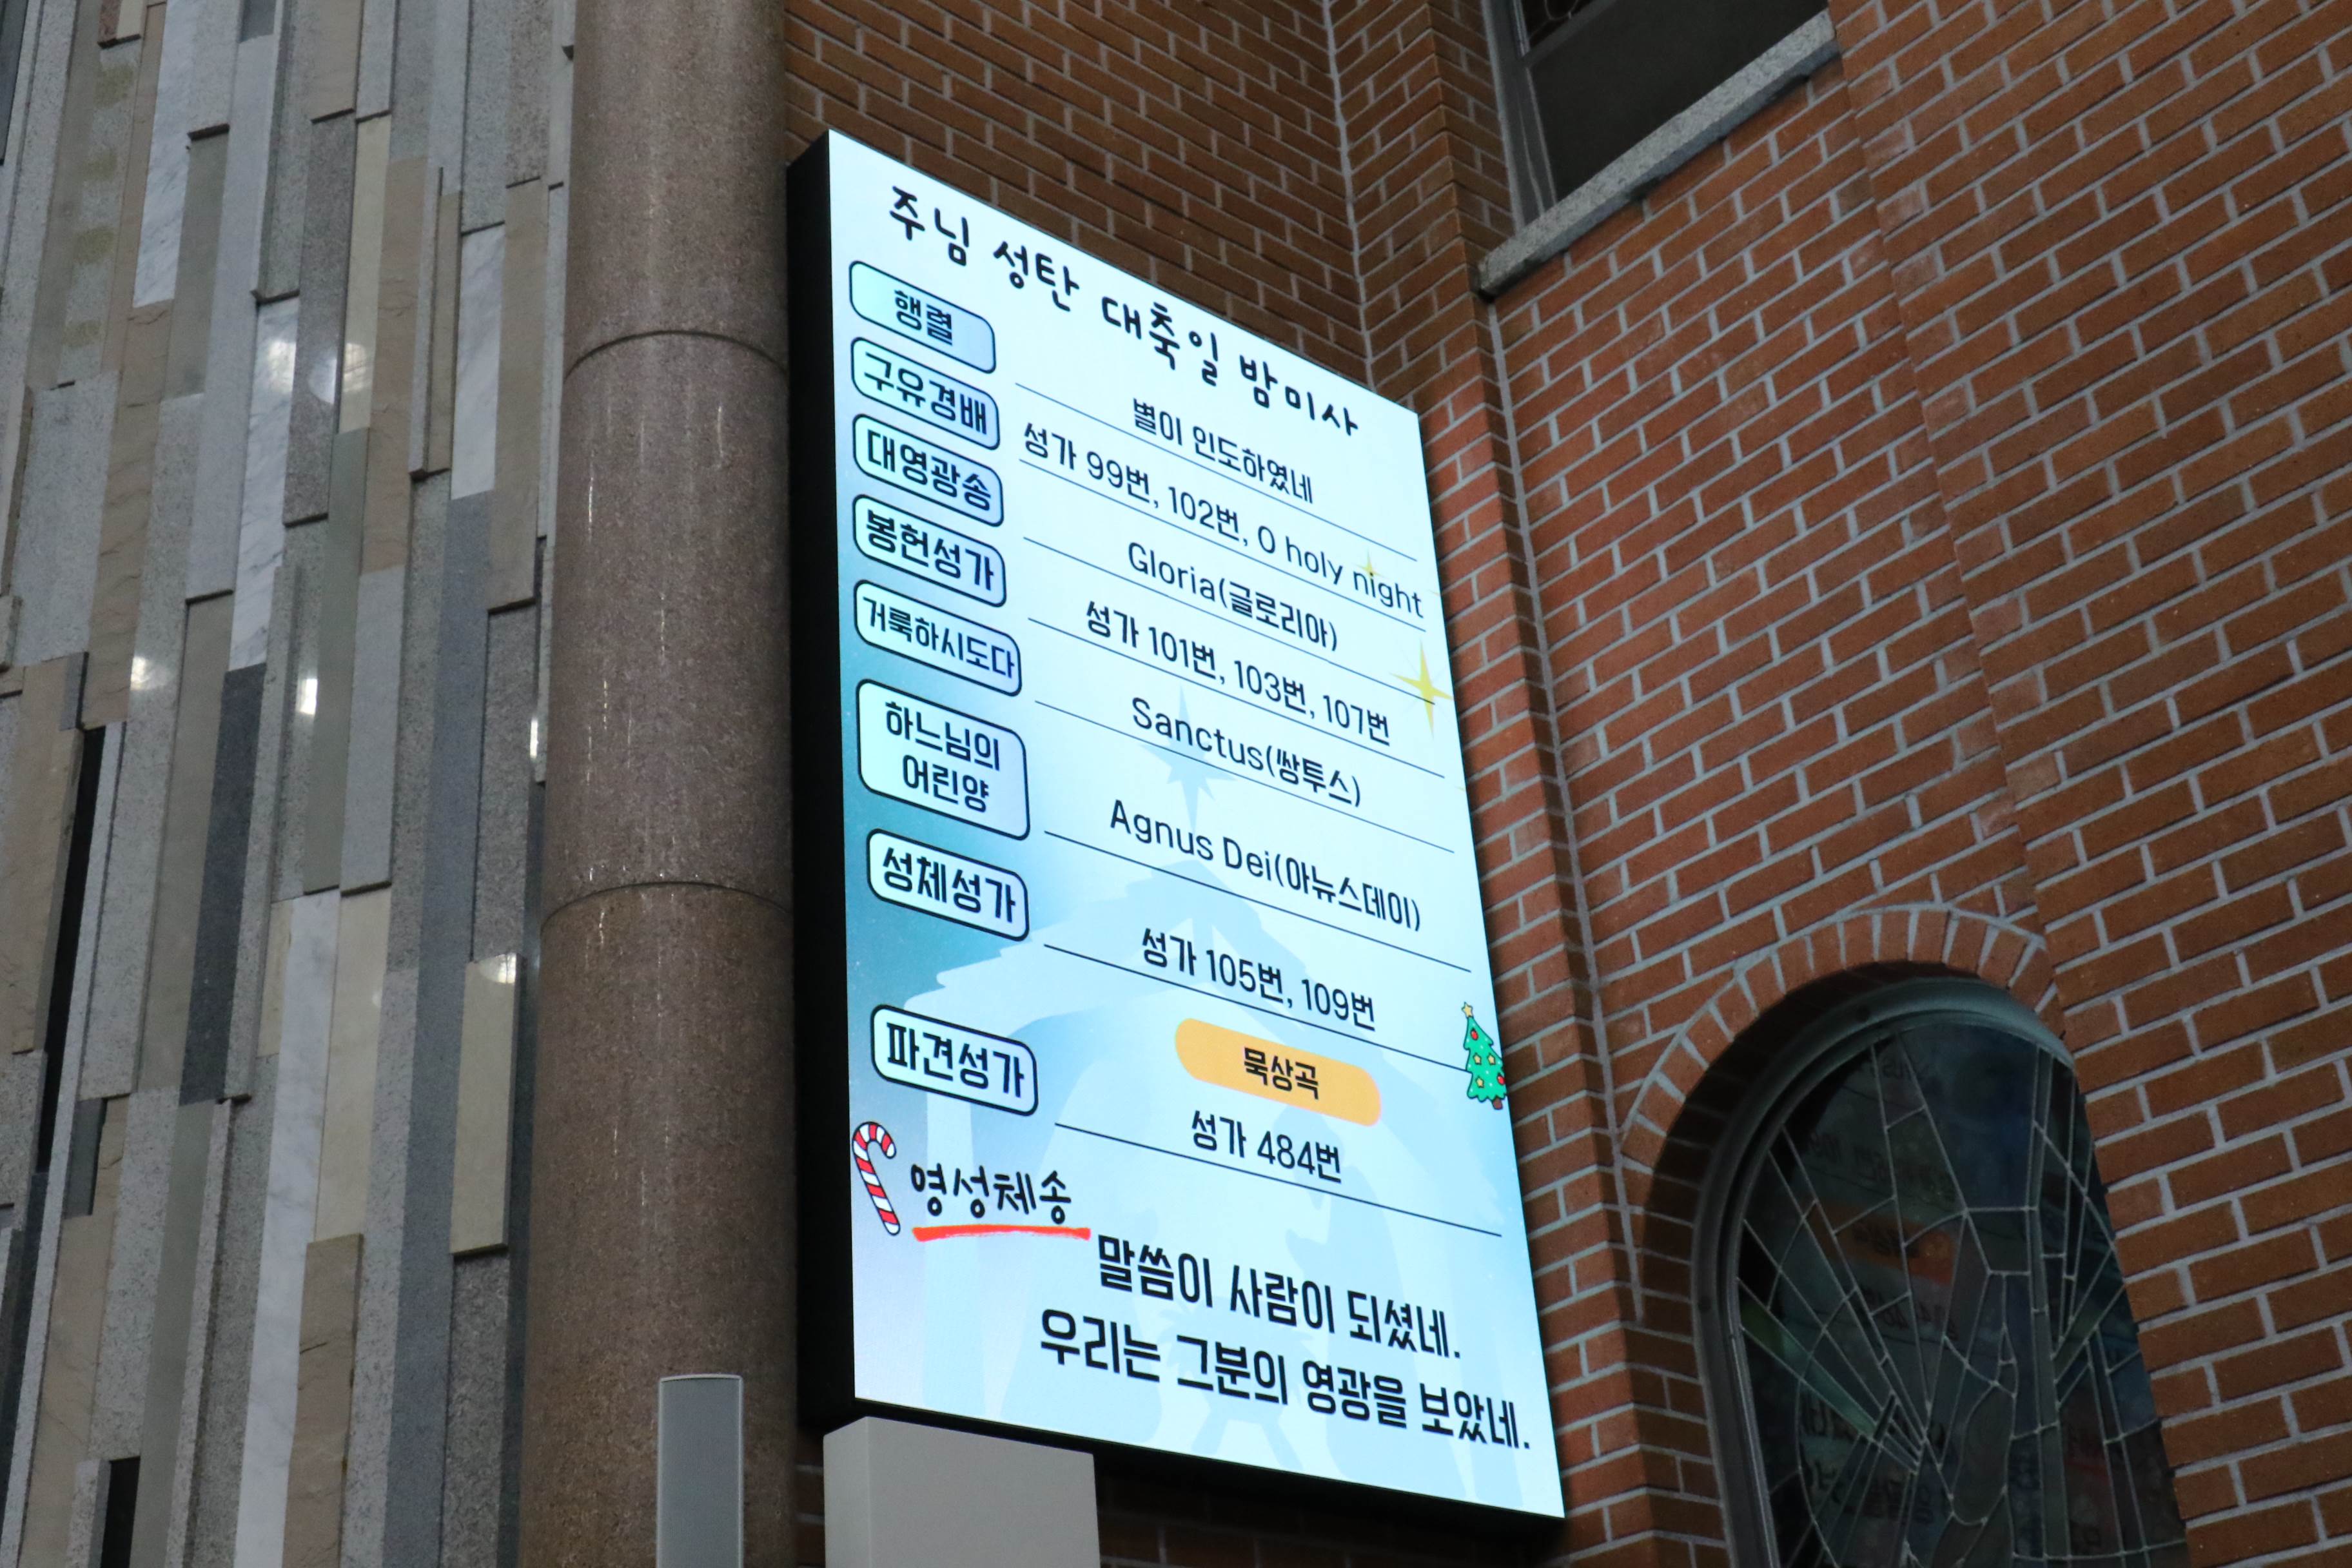 주님 성탄 대축일 밤미사
행렬
별이 인도하였네
구유경배
성가 99번, 102번, O holy night
대영광송
Gloria(글로리아)
봉헌성가
성가 101번, 103번, 107번
거룩하시도다
Sanctus(쌍투스)
하느님의
어린양
Agnus Dei(아뉴스데이)
성체성가
성가 105번, 109번
묵상곡
파견성가
성가 484번
영성체송
말씀이 사람이 되셨네.
우리는 그분의 영광을 보았네.